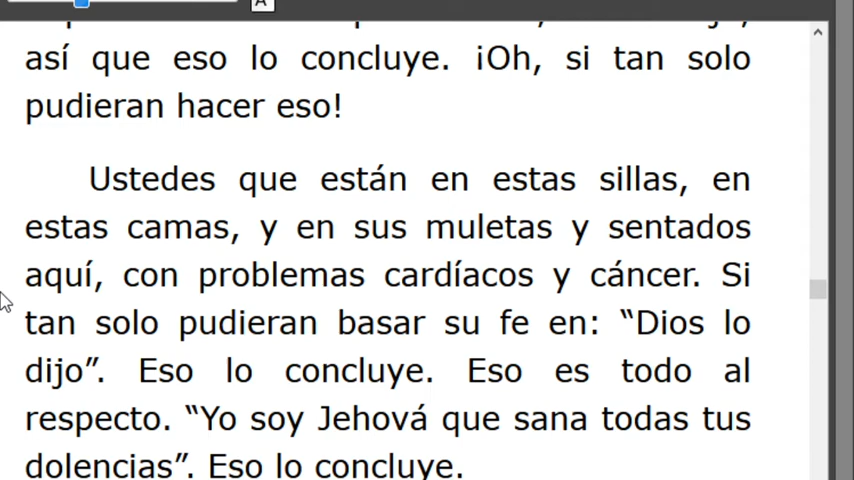 así que eso lo concluye. ¡Oh, si tan solo
pudieran hacer eso!
Ustedes que están en estas sillas, en
estas camas, y en sus muletas y sentados
aquí, con problemas cardíacos y cáncer. Si
tan solo pudieran basar su fe en: “Dios lo
dijo”. Eso lo concluye. Eso es todo al
respecto. “Yo soy Jehová que sana todas tus
dolencias”. Eso lo concluye.